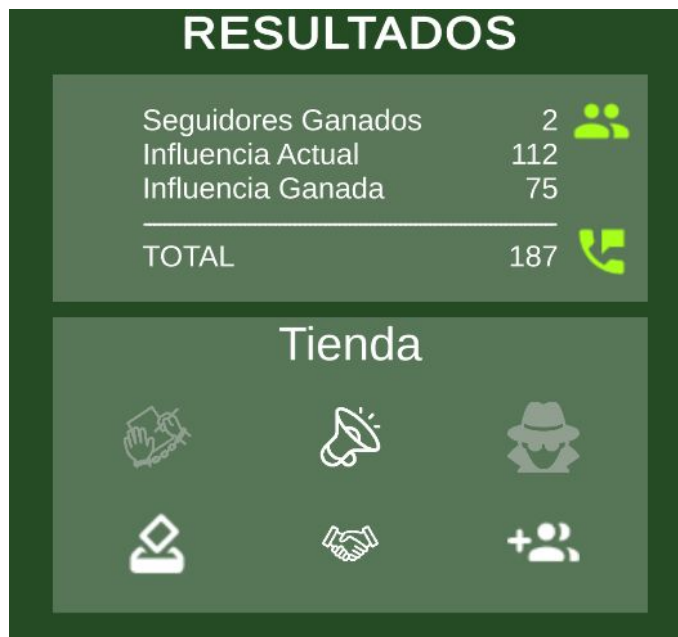 RESULTADOS
Seguidores Ganados 2
Influencia Actual 112
Influencia Ganada 75
TOTAL 187
Tienda